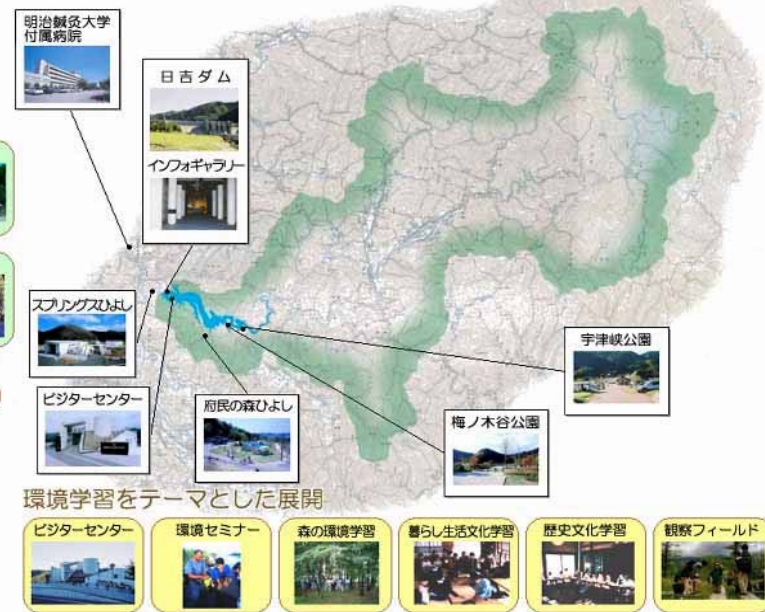 明治鍼灸大学
付属病院
日吉ダム
インフォギャラリー
スプリングスひよし
宇津峡公園
ビジターセンター
府民の森ひよし
梅ノ木谷公園
環境学習をテーマとした展開
ビジターセンター
環境セミナー
森の環境学習
暮らし生活文化学習
歴史文化学習
観察フィールド